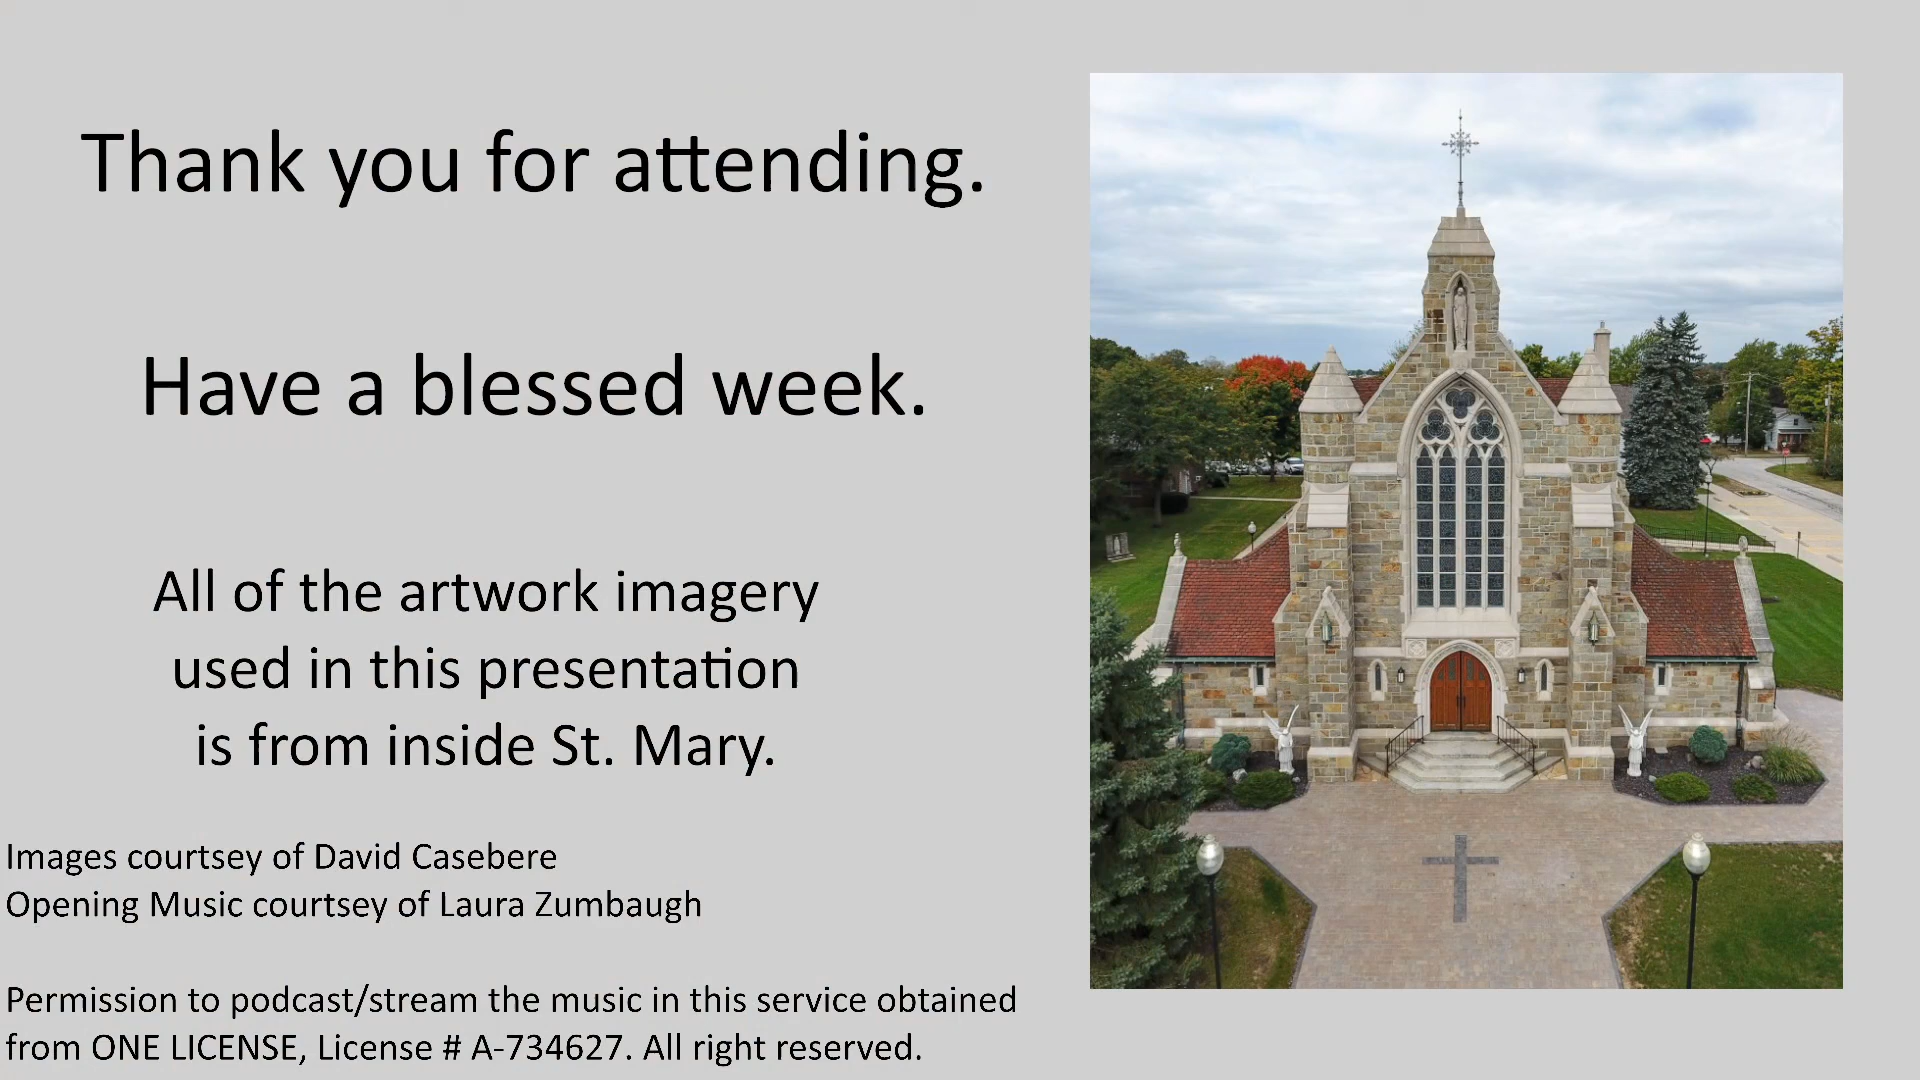 Thank you for attending.
Have a blessed week.
All of the artwork imagery
used in this presentation
is from inside St. Mary.
Images courtsey of David Casebere
Opening Music courtsey of Laura Zumbaugh
Permission to podcast/stream the music in this service obtained
from ONE LICENSE, License # A-734627. All right reserved.